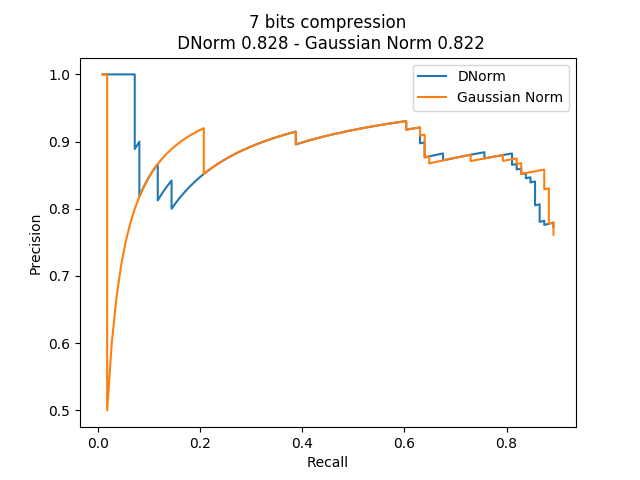 7 bits compression
DNorm 0.828 - Gaussian Norm 0.822
DNorm
Gaussian Norm
Precision
1.0
0.9
0.8
0.7
0.6
0.5
0.0 0.2 0.4 0.6 0.8
Recall